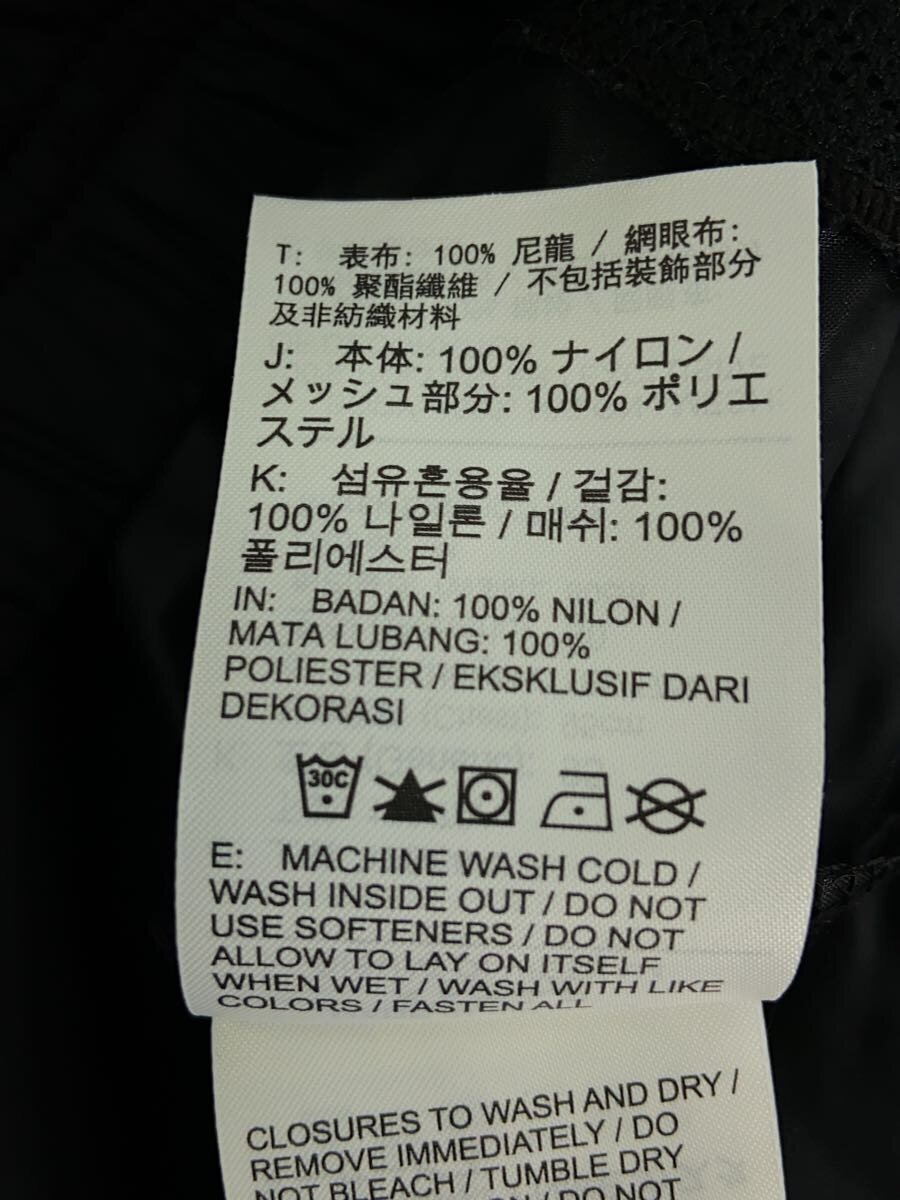 T: 表布: 100% 尼龍 / 網眼布:
100% 聚酯纖維 / 不包括裝飾部分
及非紡織材料
J: 本体: 100% ナイロン /
メッシュ部分: 100% ポリエ
ステル
K: 섬유혼용율 / 겉감:
100% 나일론 / 매쉬: 100%
폴리에스터
IN: BADAN: 100% NILON /
MATA LUBANG: 100%
POLIESTER / EKSKLUSIF DARI
DEKORASI
30C
E: MACHINE WASH COLD /
WASH INSIDE OUT / DO NOT
USE SOFTENERS / DO NOT
ALLOW TO LAY ON ITSELF
WHEN WET / WASH WITH LIKE
COLORS / FASTEN ALL
CLOSURES TO WASH AND DRY /
REMOVE IMMEDIATELY / DO
NOT BLEACH / TUMBLE DRY
DO NOT